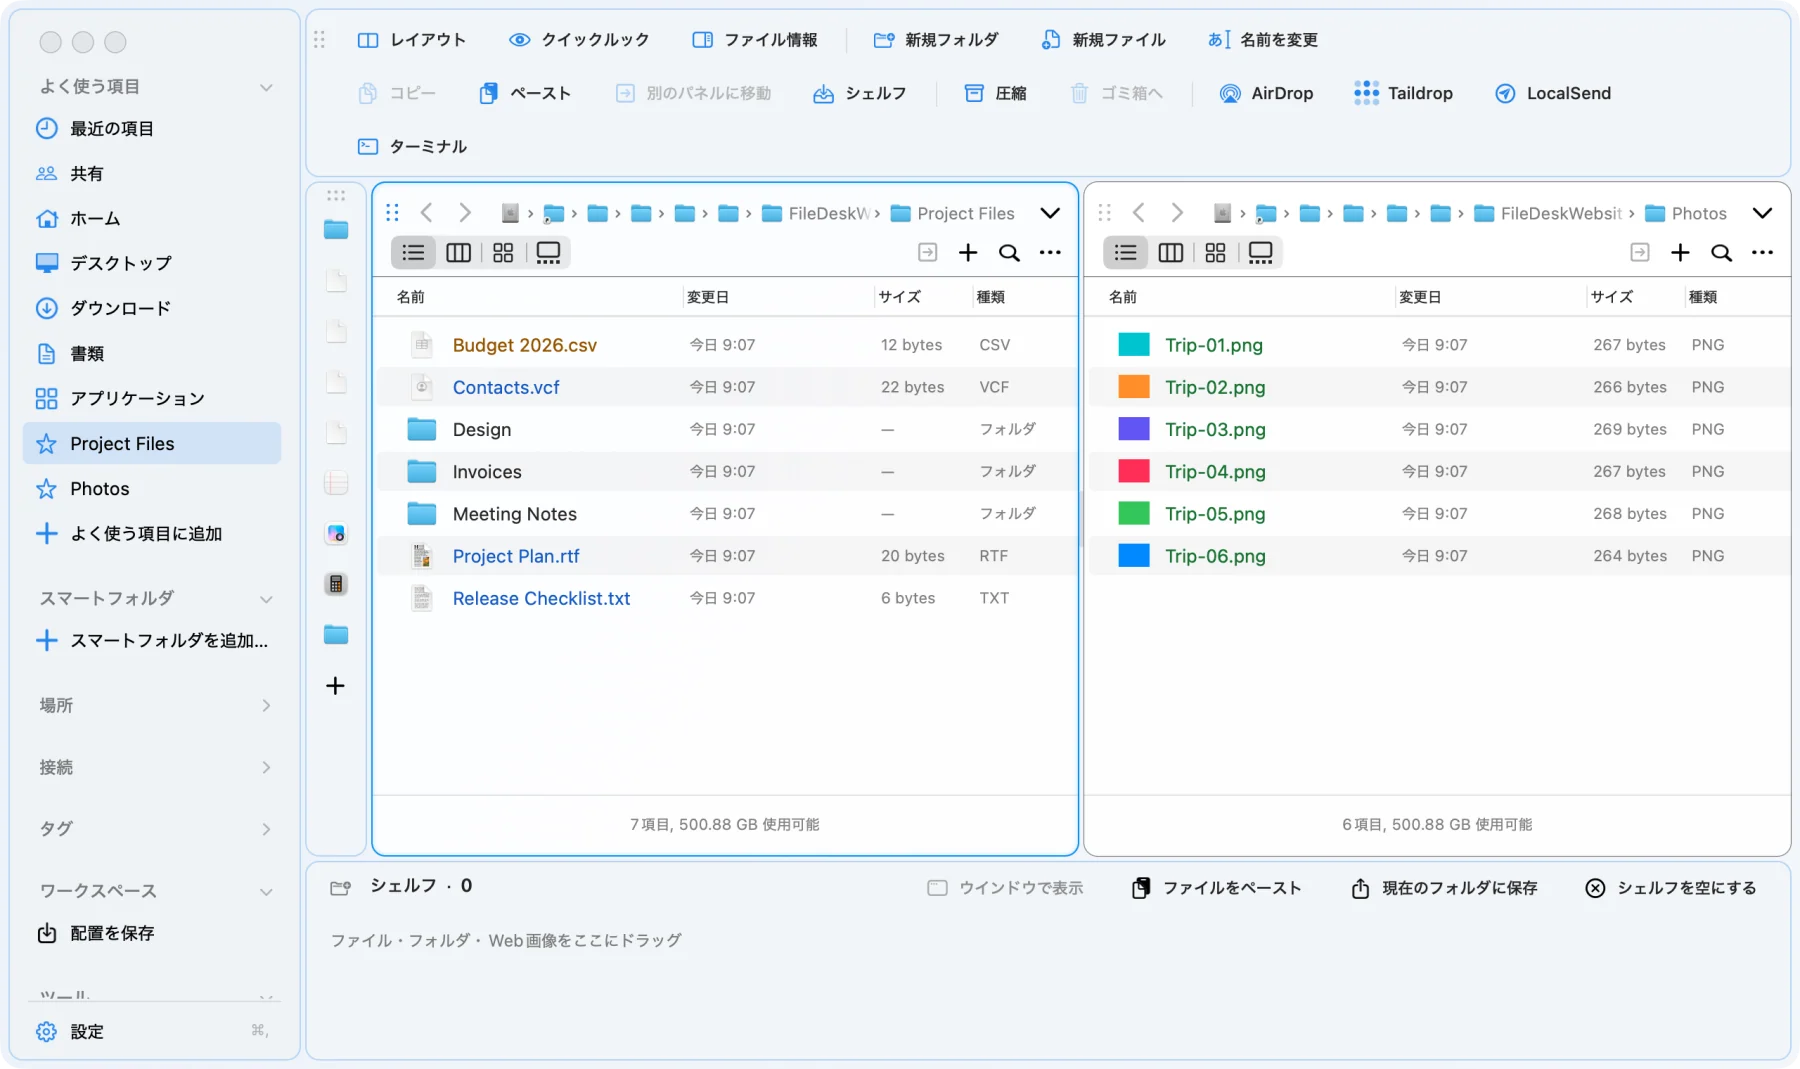 よく使う項目
最近の項目
共有
ホーム
デスクトップ
ダウンロード
書類
アプリケーション
Project Files
Photos
よく使う項目に追加
スマートフォルダ
スマートフォルダを追加...
場所
接続
タグ
ワークスペース
配置を保存
ツール
設定 ⌘,
レイアウト クイックルック ファイル情報 新規フォルダ 新規ファイル あ 名前を変更
コピー ペースト 別のパネルに移動 シェルフ 圧縮 ゴミ箱へ AirDrop Taildrop LocalSend
ターミナル
FileDeskW Project Files
名前 変更日 サイズ 種類
Budget 2026.csv 今日 9:07 12 bytes CSV
Contacts.vcf 今日 9:07 22 bytes VCF
Design 今日 9:07 — フォルダ
Invoices 今日 9:07 — フォルダ
Meeting Notes 今日 9:07 — フォルダ
Project Plan.rtf 今日 9:07 20 bytes RTF
Release Checklist.txt 今日 9:07 6 bytes TXT
7項目, 500.88 GB 使用可能
FileDeskWebsit Photos
名前 変更日 サイズ 種類
Trip-01.png 今日 9:07 267 bytes PNG
Trip-02.png 今日 9:07 266 bytes PNG
Trip-03.png 今日 9:07 269 bytes PNG
Trip-04.png 今日 9:07 267 bytes PNG
Trip-05.png 今日 9:07 268 bytes PNG
Trip-06.png 今日 9:07 264 bytes PNG
6項目, 500.88 GB 使用可能
シェルフ · 0 ウインドウで表示 ファイルをペースト 現在のフォルダに保存 シェルフを空にする
ファイル・フォルダ・Web画像をここにドラッグ